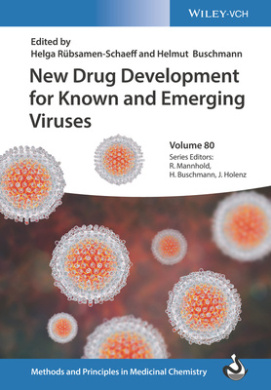 WILEY-VCH
Edited by
Helga Rübsamen-Schaeff and Helmut Buschmann
New Drug Development
for Known and Emerging
Viruses
Volume 80
Series Editors:
R. Mannhold,
H. Buschmann, J. Holenz
Methods and Principles in Medicinal Chemistry